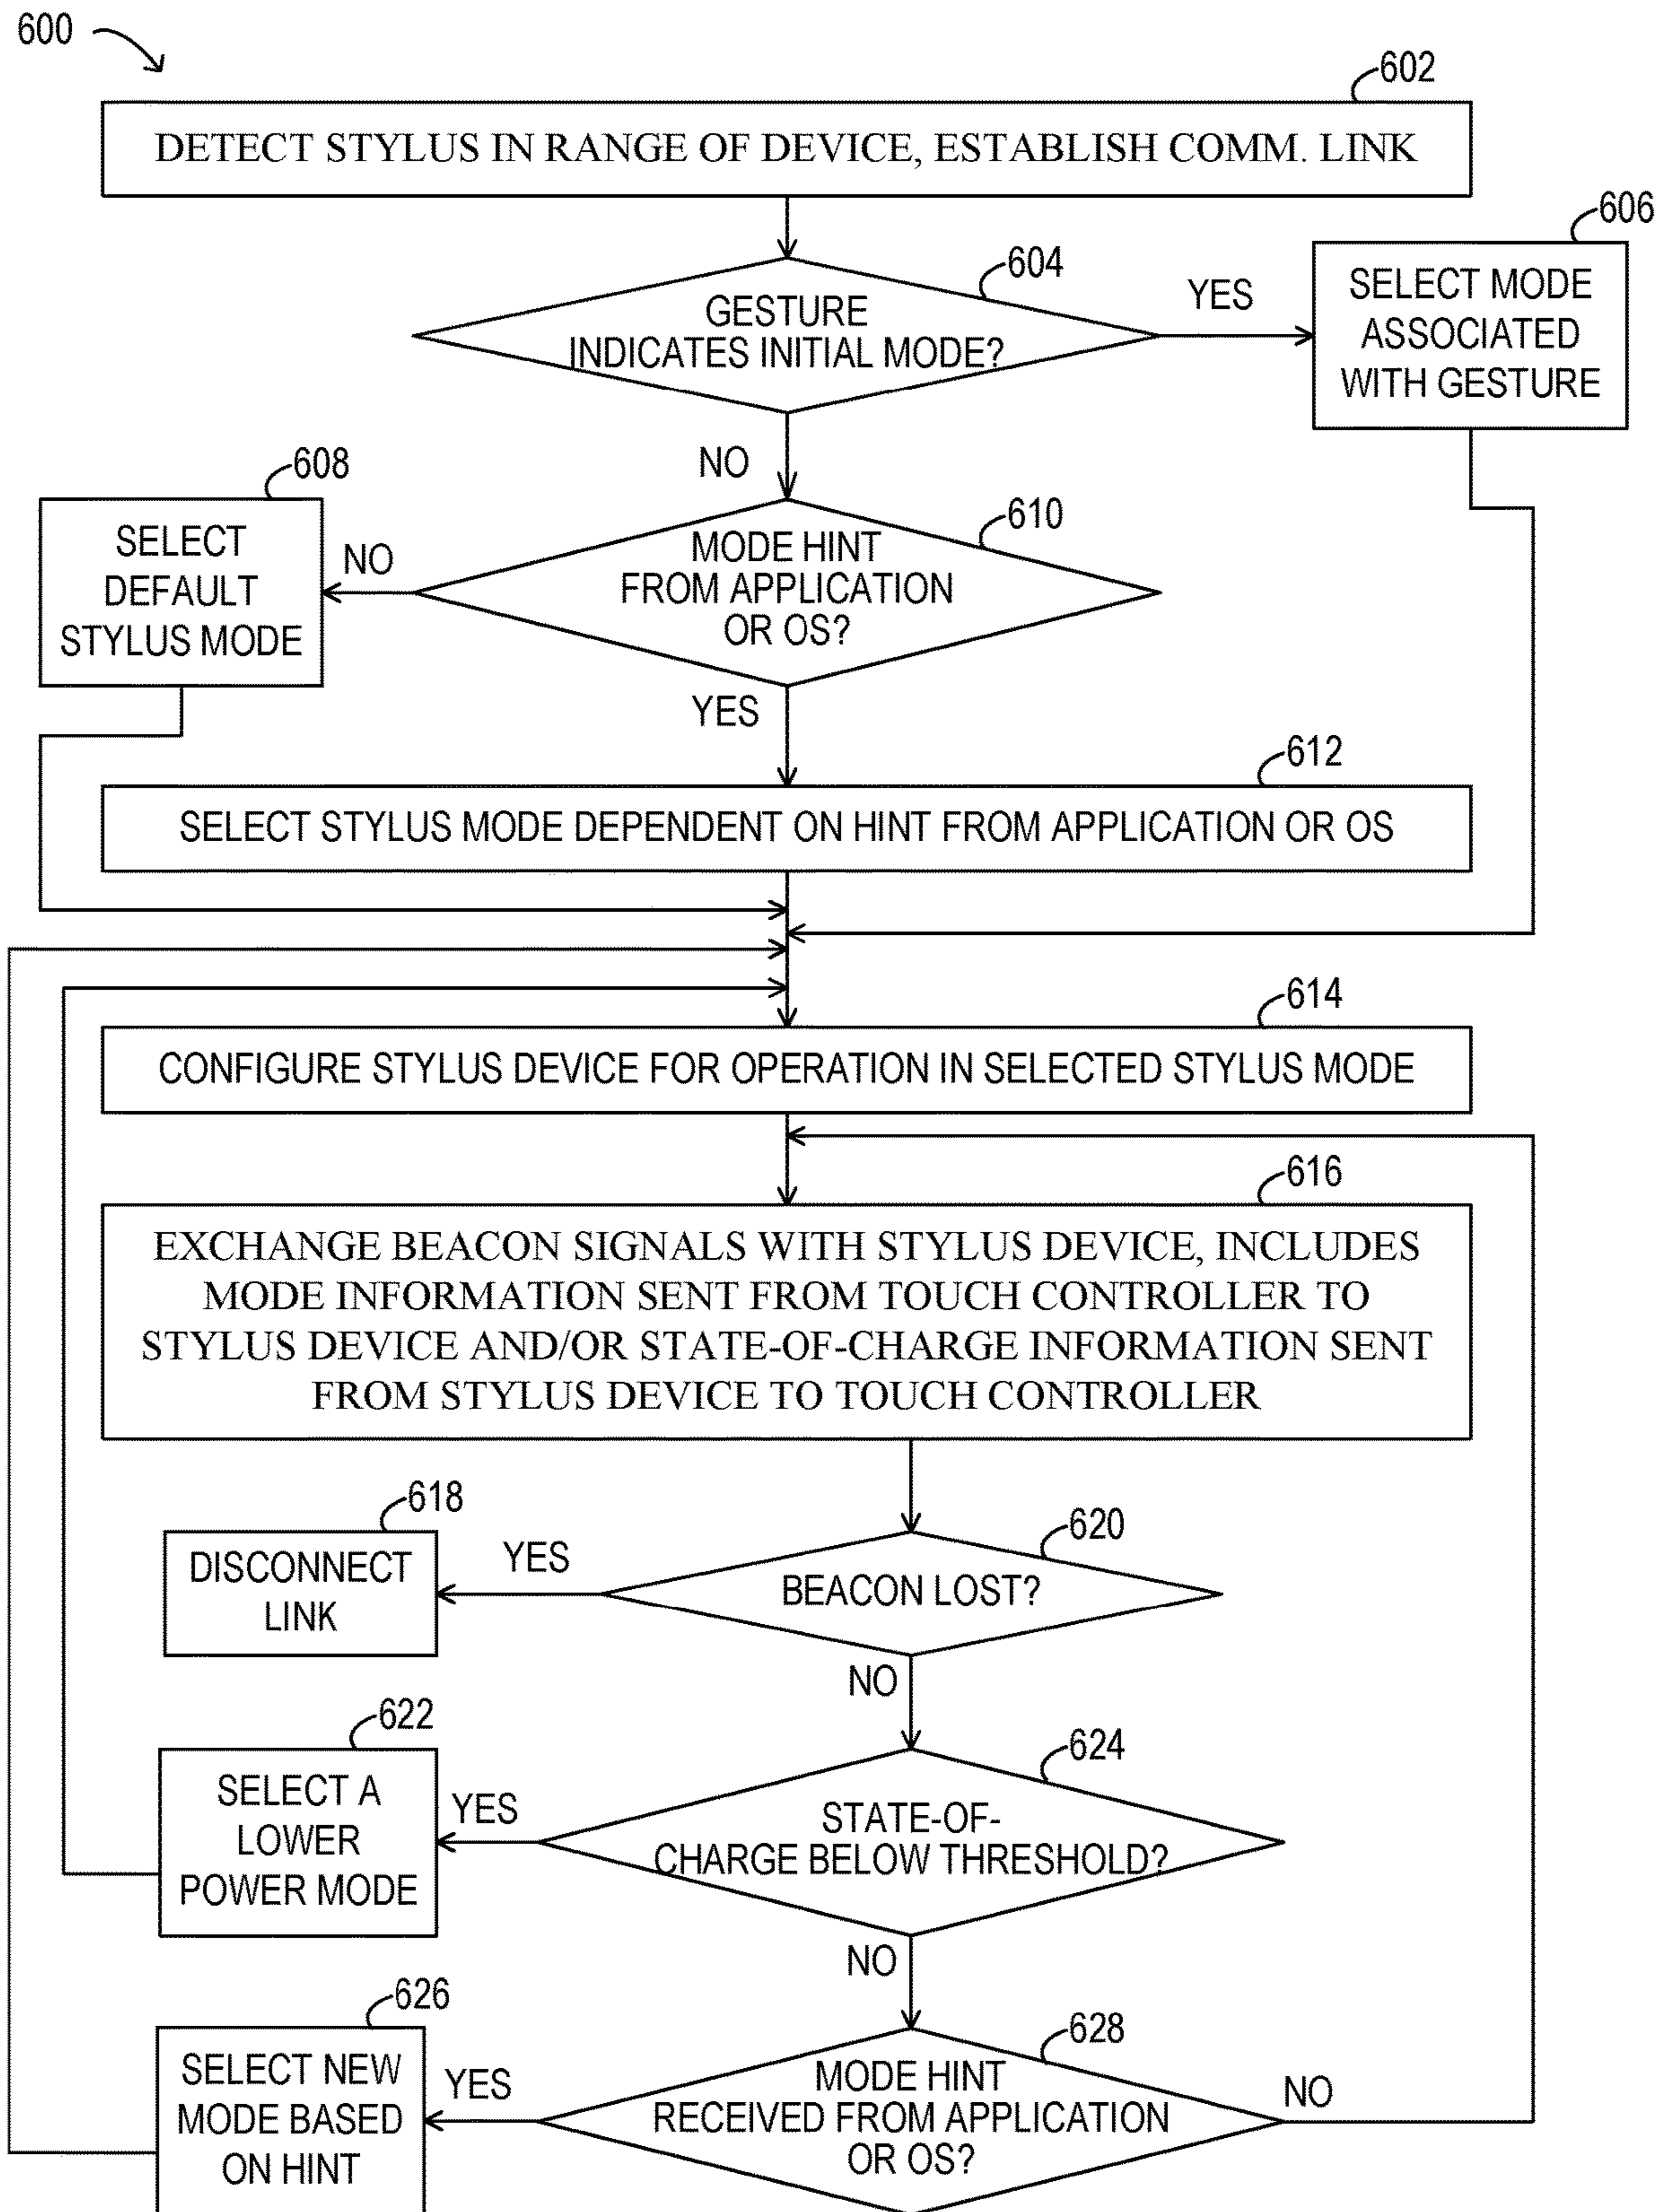 600
602
DETECT STYLUS IN RANGE OF DEVICE, ESTABLISH COMM. LINK
604
GESTURE
INDICATES INITIAL MODE?
YES
606
SELECT MODE
ASSOCIATED
WITH GESTURE
NO
608
SELECT
DEFAULT
STYLUS MODE
NO
610
MODE HINT
FROM APPLICATION
OR OS?
YES
612
SELECT STYLUS MODE DEPENDENT ON HINT FROM APPLICATION OR OS
614
CONFIGURE STYLUS DEVICE FOR OPERATION IN SELECTED STYLUS MODE
616
EXCHANGE BEACON SIGNALS WITH STYLUS DEVICE, INCLUDES
MODE INFORMATION SENT FROM TOUCH CONTROLLER TO
STYLUS DEVICE AND/OR STATE-OF-CHARGE INFORMATION SENT
FROM STYLUS DEVICE TO TOUCH CONTROLLER
618
DISCONNECT
LINK
YES
620
BEACON LOST?
NO
622
SELECT A
LOWER
POWER MODE
YES
624
STATE-OF-
CHARGE BELOW THRESHOLD?
NO
626
SELECT NEW
MODE BASED
ON HINT
YES
628
MODE HINT
RECEIVED FROM APPLICATION
OR OS?
NO